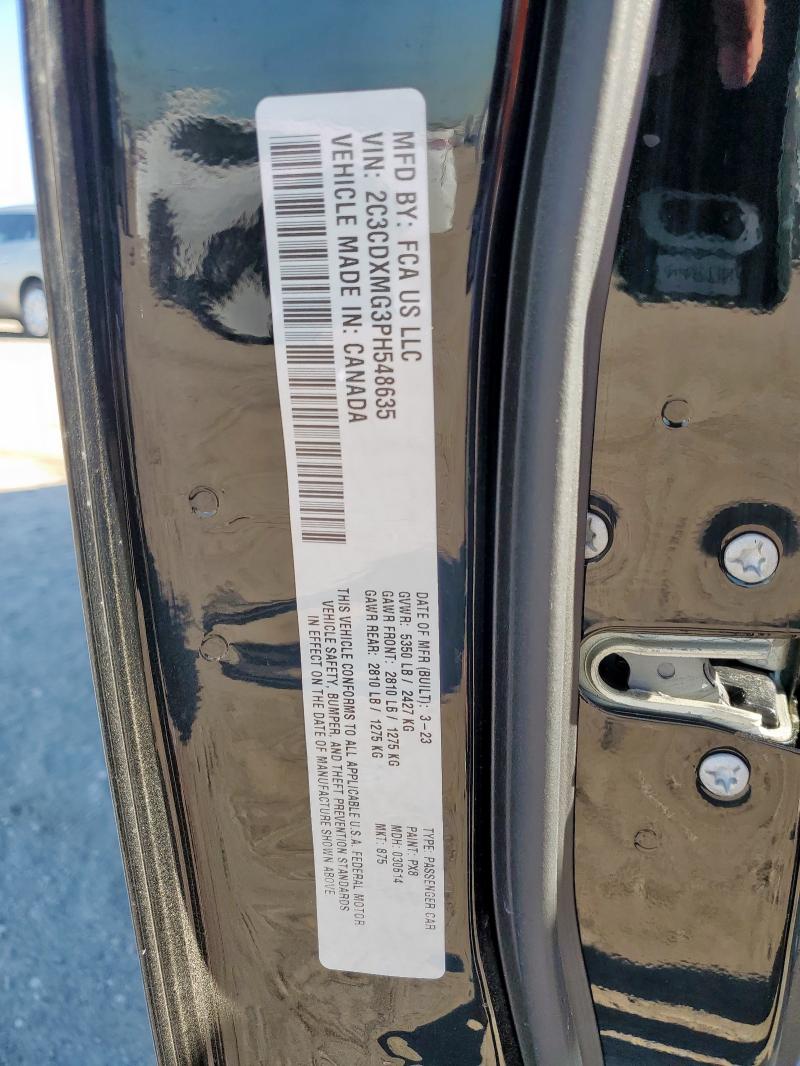 MFD BY: FCA US LLC
VIN: 2C3CDXMG3PH548635
VEHICLE MADE IN: CANADA
DATE OF MFR (BUILT): 3-23
GVWR: 5350 LB / 2427 KG
GAWR FRONT: 2810 LB / 1275 KG
GAWR REAR: 2810 LB / 1275 KG
THIS VEHICLE CONFORMS TO ALL APPLICABLE U.S.A. FEDERAL MOTOR
VEHICLE SAFETY, BUMPER, AND THEFT PREVENTION STANDARDS
IN EFFECT ON THE DATE OF MANUFACTURE SHOWN ABOVE
TYPE: PASSENGER CAR
PAINT: PX8
MDH: 030614
MKT: 875